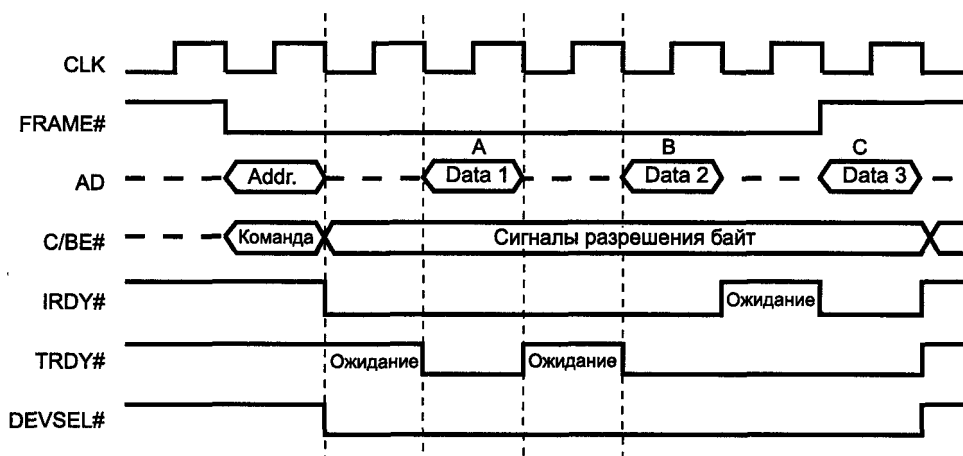 CLK
FRAME#
A B C
AD Addr. Data 1 Data 2 Data 3
C/BE# Команда Сигналы разрешения байт
IRDY# Ожидание
TRDY# Ожидание Ожидание
DEVSEL#